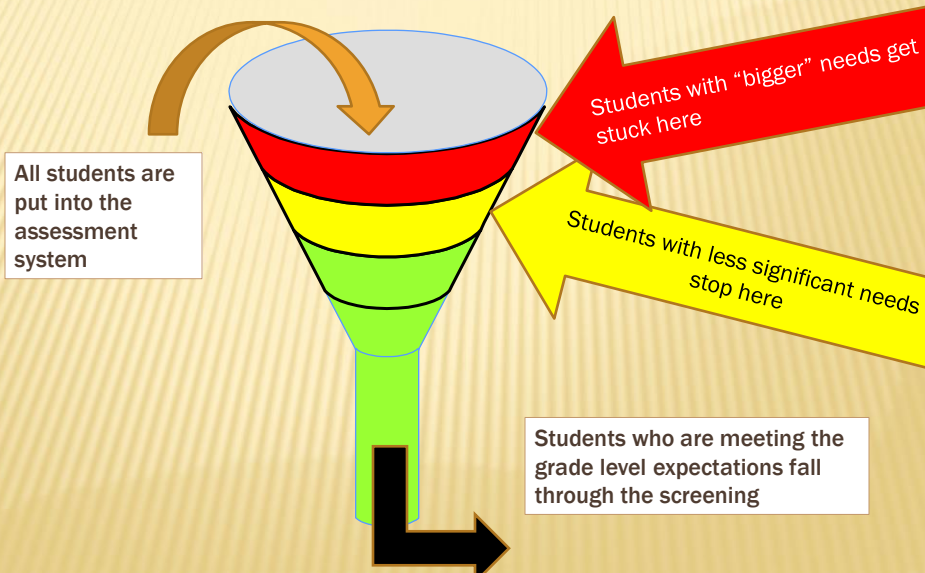 Students with “bigger” needs get
stuck here
All students are
put into the
assessment
system
Students with less significant needs
stop here
Students who are meeting the
grade level expectations fall
through the screening